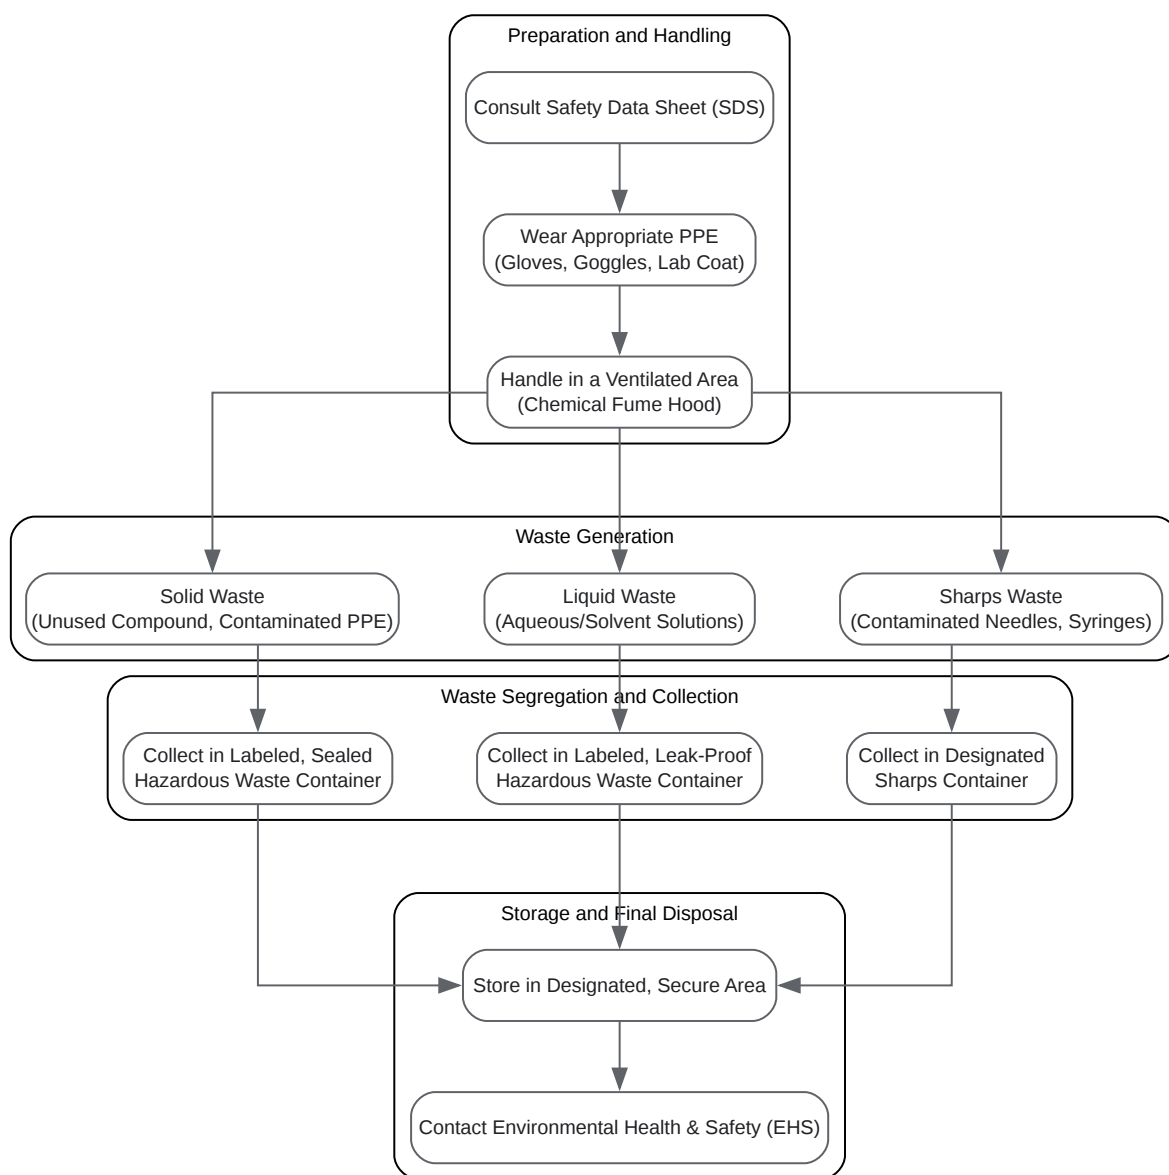 Preparation and Handling
Consult Safety Data Sheet (SDS)
Wear Appropriate PPE
(Gloves, Goggles, Lab Coat)
Handle in a Ventilated Area
(Chemical Fume Hood)
Waste Generation
Solid Waste
(Unused Compound, Contaminated PPE)
Liquid Waste
(Aqueous/Solvent Solutions)
Sharps Waste
(Contaminated Needles, Syringes)
Waste Segregation and Collection
Collect in Labeled, Sealed
Hazardous Waste Container
Collect in Labeled, Leak-Proof
Hazardous Waste Container
Collect in Designated
Sharps Container
Storage and Final Disposal
Store in Designated, Secure Area
Contact Environmental Health & Safety (EHS)